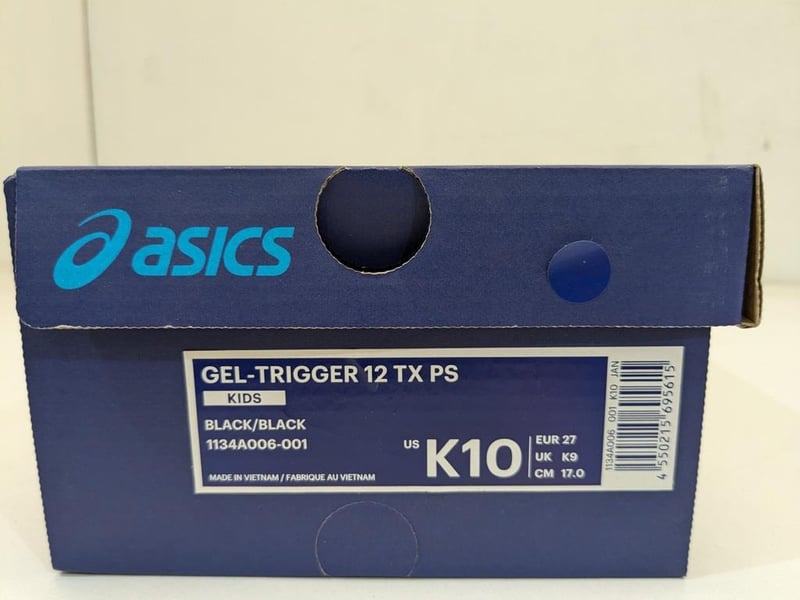 asics
GEL-TRIGGER 12 TX PS
KIDS
BLACK/BLACK
1134A006-001
MADE IN VIETNAM / FABRIQUE AU VIETNAM
US K10
EUR 27
UK K9
CM 17.0
1134A006 001 K10 JAN
4 550215 695615